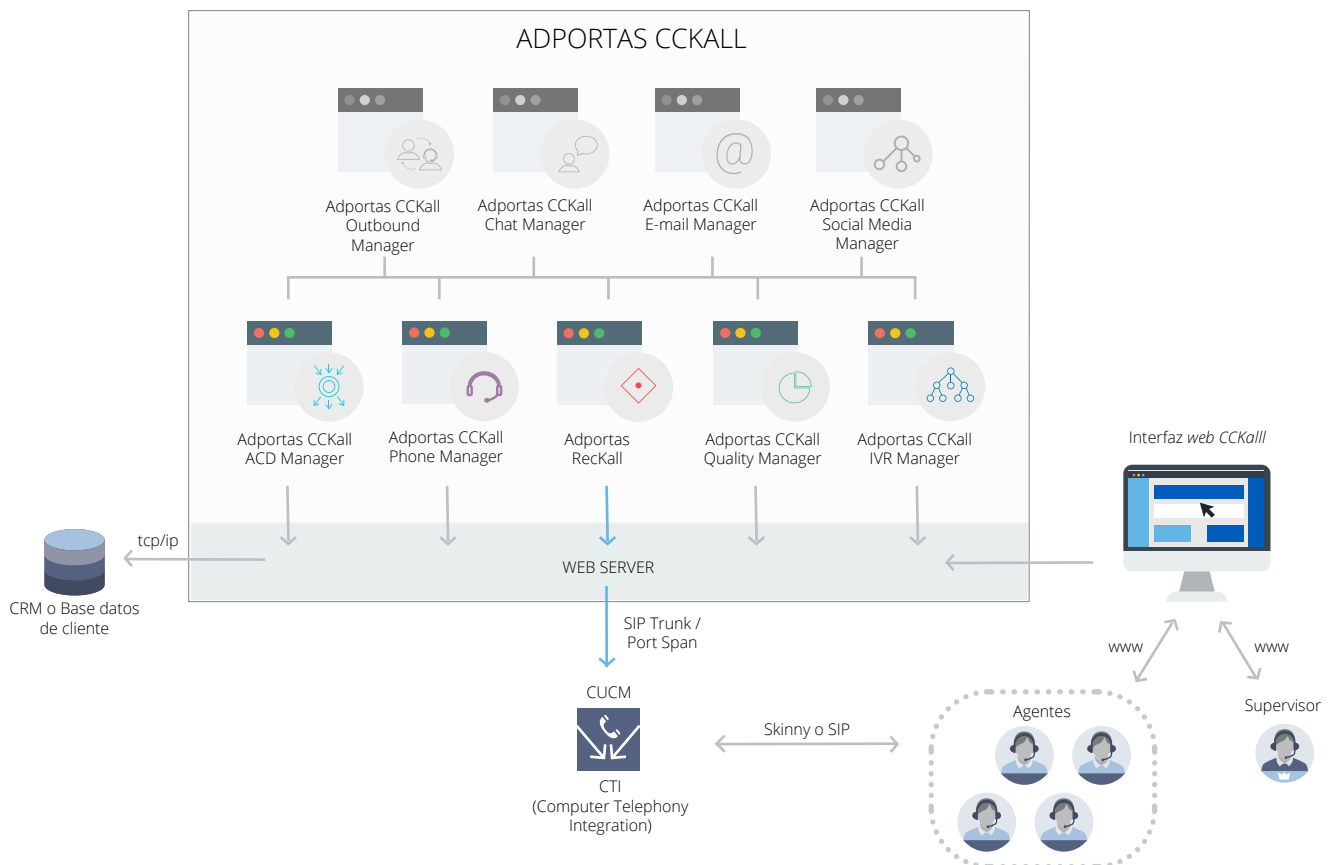 ADPORTAS CCKALL
Adportas CCKall
Outbound
Manager
Adportas CCKall
Chat Manager
Adportas CCKall
E-mail Manager
Adportas CCKall
Social Media
Manager
Adportas CCKall
ACD Manager
Adportas CCKall
Phone Manager
Adportas
RecKall
Adportas CCKall
Quality Manager
Adportas CCKall
IVR Manager
Interfaz web CCKalll
tcp/ip
WEB SERVER
CRM o Base datos
de cliente
SIP Trunk /
Port Span
www
www
CUCM
Skinny o SIP
Agentes
Supervisor
CTI
(Computer Telephony
Integration)